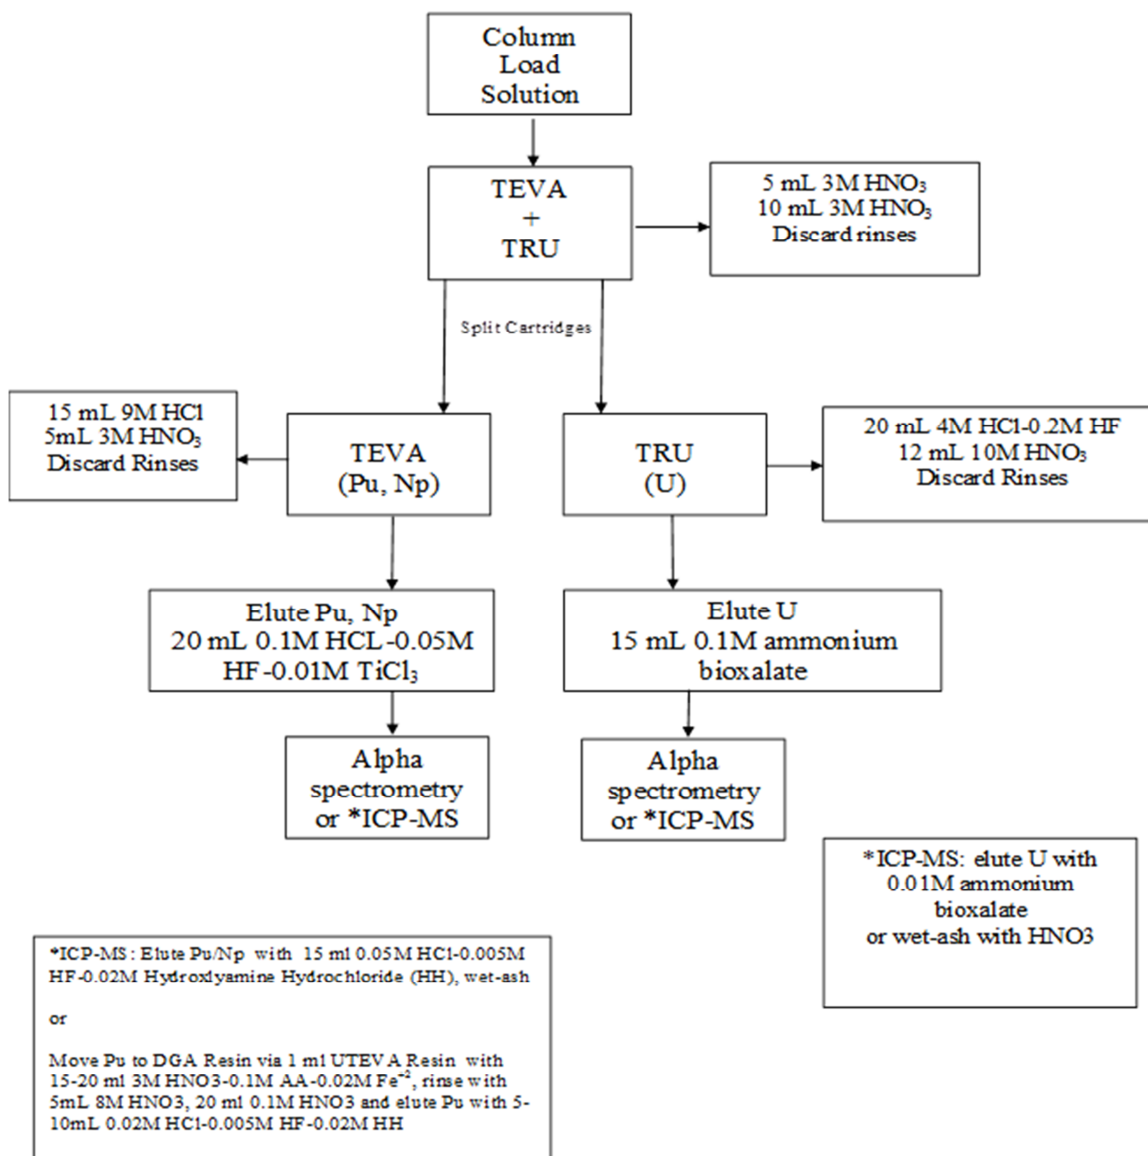 Column
Load
Solution
TEVA
+
TRU
5 mL 3M HNO₃
10 mL 3M HNO₃
Discard rinses
Split Cartridges
15 mL 9M HCl
5mL 3M HNO₃
Discard Rinses
TEVA
(Pu, Np)
TRU
(U)
20 mL 4M HCl-0.2M HF
12 mL 10M HNO₃
Discard Rinses
Elute Pu, Np
20 mL 0.1M HCL-0.05M
HF-0.01M TiCl₃
Elute U
15 mL 0.1M ammonium
bioxalate
Alpha
spectrometry
or *ICP-MS
Alpha
spectrometry
or *ICP-MS
*ICP-MS: elute U with
0.01M ammonium
bioxalate
or wet-ash with HNO3
*ICP-MS: Elute Pu/Np with 15 ml 0.05M HCl-0.005M
HF-0.02M Hydroxlyamine Hydrochloride (HH), wet-ash
or
Move Pu to DGA Resin via 1 ml UTEVA Resin with
15-20 ml 3M HNO3-0.1M AA-0.02M Fe⁺², rinse with
5mL 8M HNO3, 20 ml 0.1M HNO3 and elute Pu with 5-
10mL 0.02M HCl-0.005M HF-0.02M HH